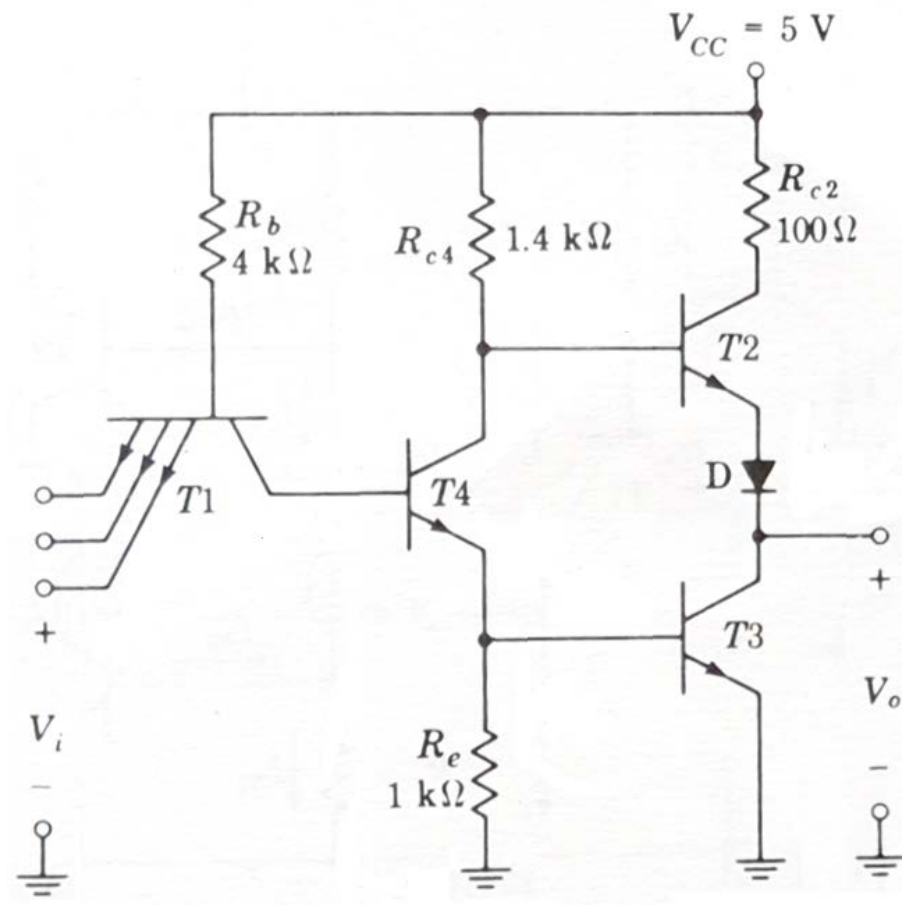 V_CC = 5 V
R_b
4 kΩ
R_c4
1.4 kΩ
R_c2
100Ω
T2
T1
T4
D
+
+
T3
V_i
R_e
1 kΩ
V_o
−
−